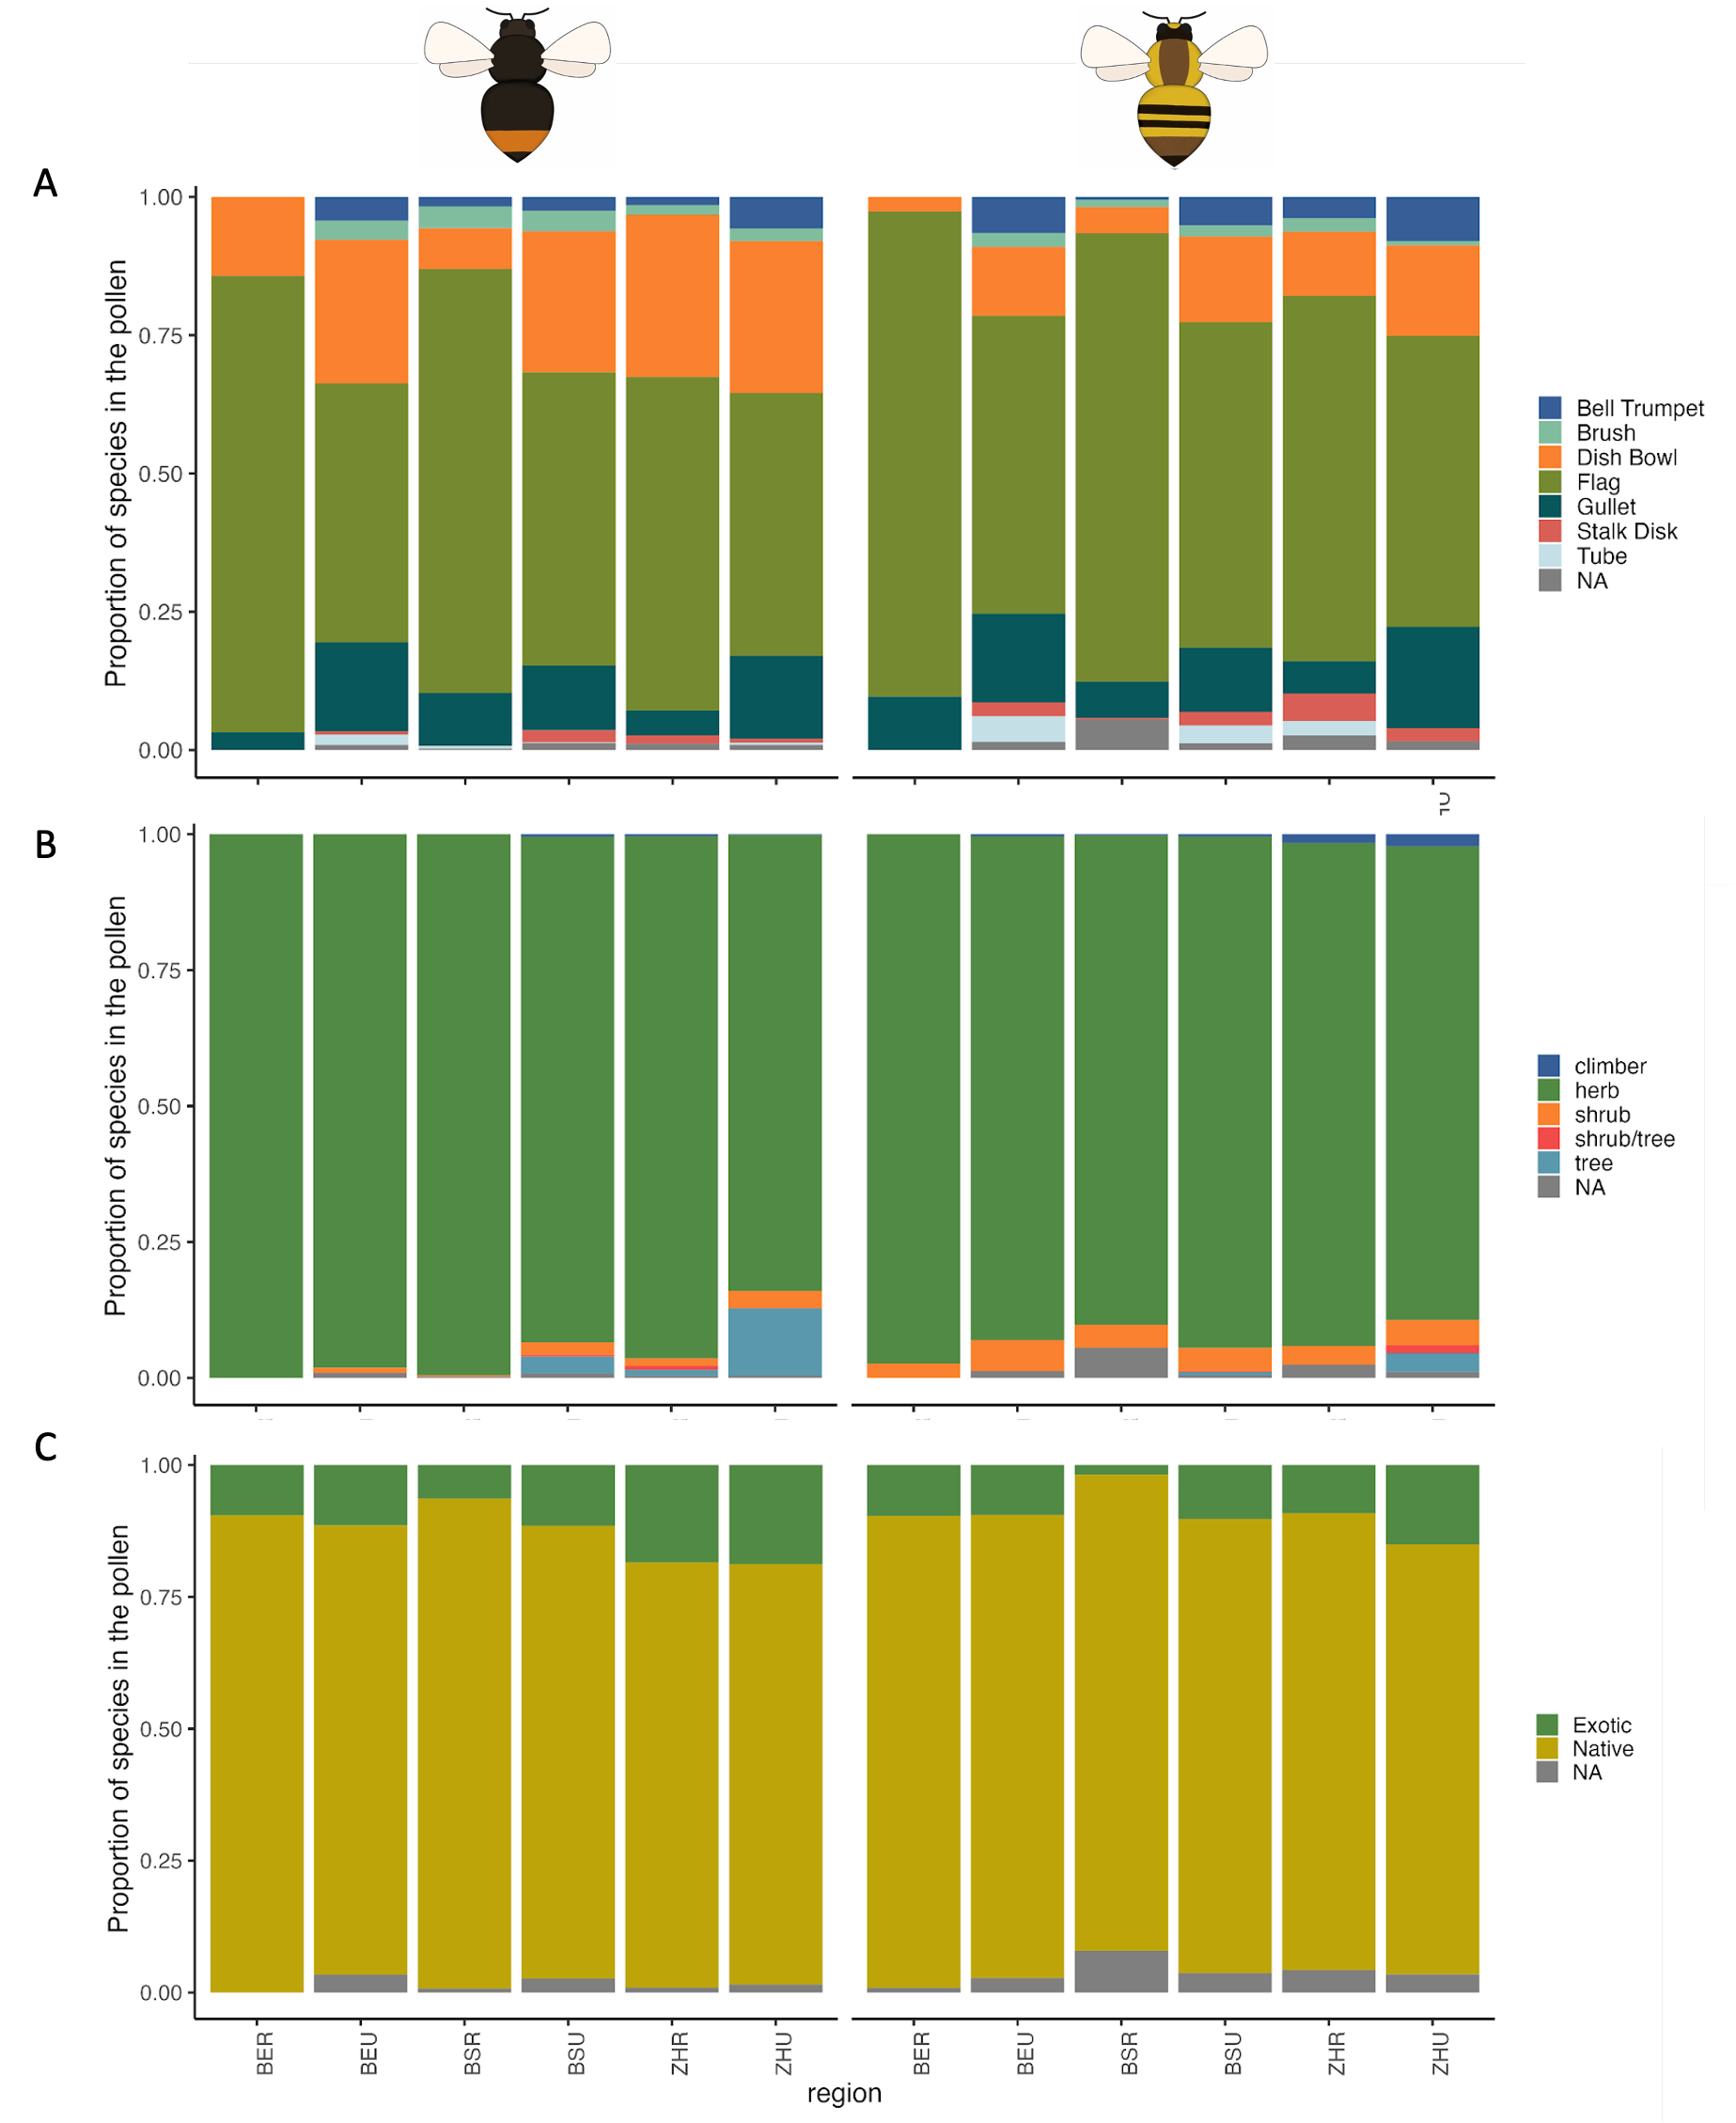 A
Proportion of species in the pollen
1.00
0.75
0.50
0.25
0.00
Bell Trumpet
Brush
Dish Bowl
Flag
Gullet
Stalk Disk
Tube
NA
B
Proportion of species in the pollen
1.00
0.75
0.50
0.25
0.00
climber
herb
shrub
shrub/tree
tree
NA
C
Proportion of species in the pollen
1.00
0.75
0.50
0.25
0.00
Exotic
Native
NA
BER BEU BSR BSU ZHR ZHU BER BEU BSR BSU ZHR ZHU
region